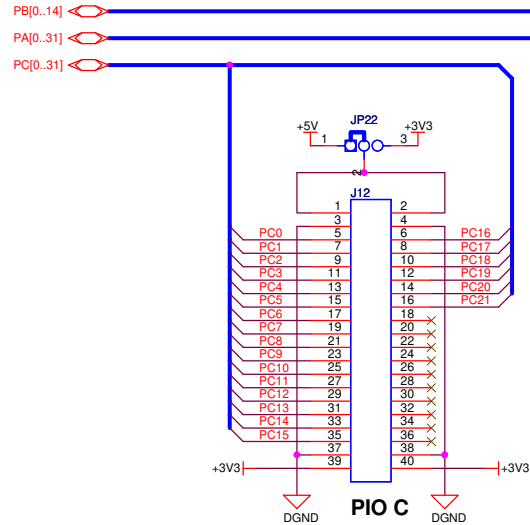 PB[0..14]
PA[0..31]
PC[0..31]
JP22
+5V 1 3 +3V3
2
J12
1 2
3 4
PC0 5 6 PC16
PC1 7 8 PC17
PC2 9 10 PC18
PC3 11 12 PC19
PC4 13 14 PC20
PC5 15 16 PC21
PC6 17 18
PC7 19 20
PC8 21 22
PC9 23 24
PC10 25 26
PC11 27 28
PC12 29 30
PC13 31 32
PC14 33 34
PC15 35 36
37 38
+3V3 39 40 +3V3
DGND PIO C DGND